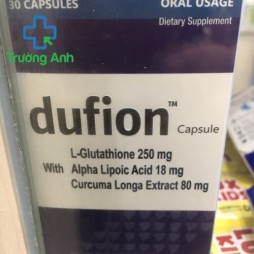 30 CAPSULES
ORAL USAGE
Dietary Supplement
Trường Anh
dufion™
Capsule
L-Glutathione 250 mg
With Alpha Lipoic Acid 18 mg
Curcuma Longa Extract 80 mg